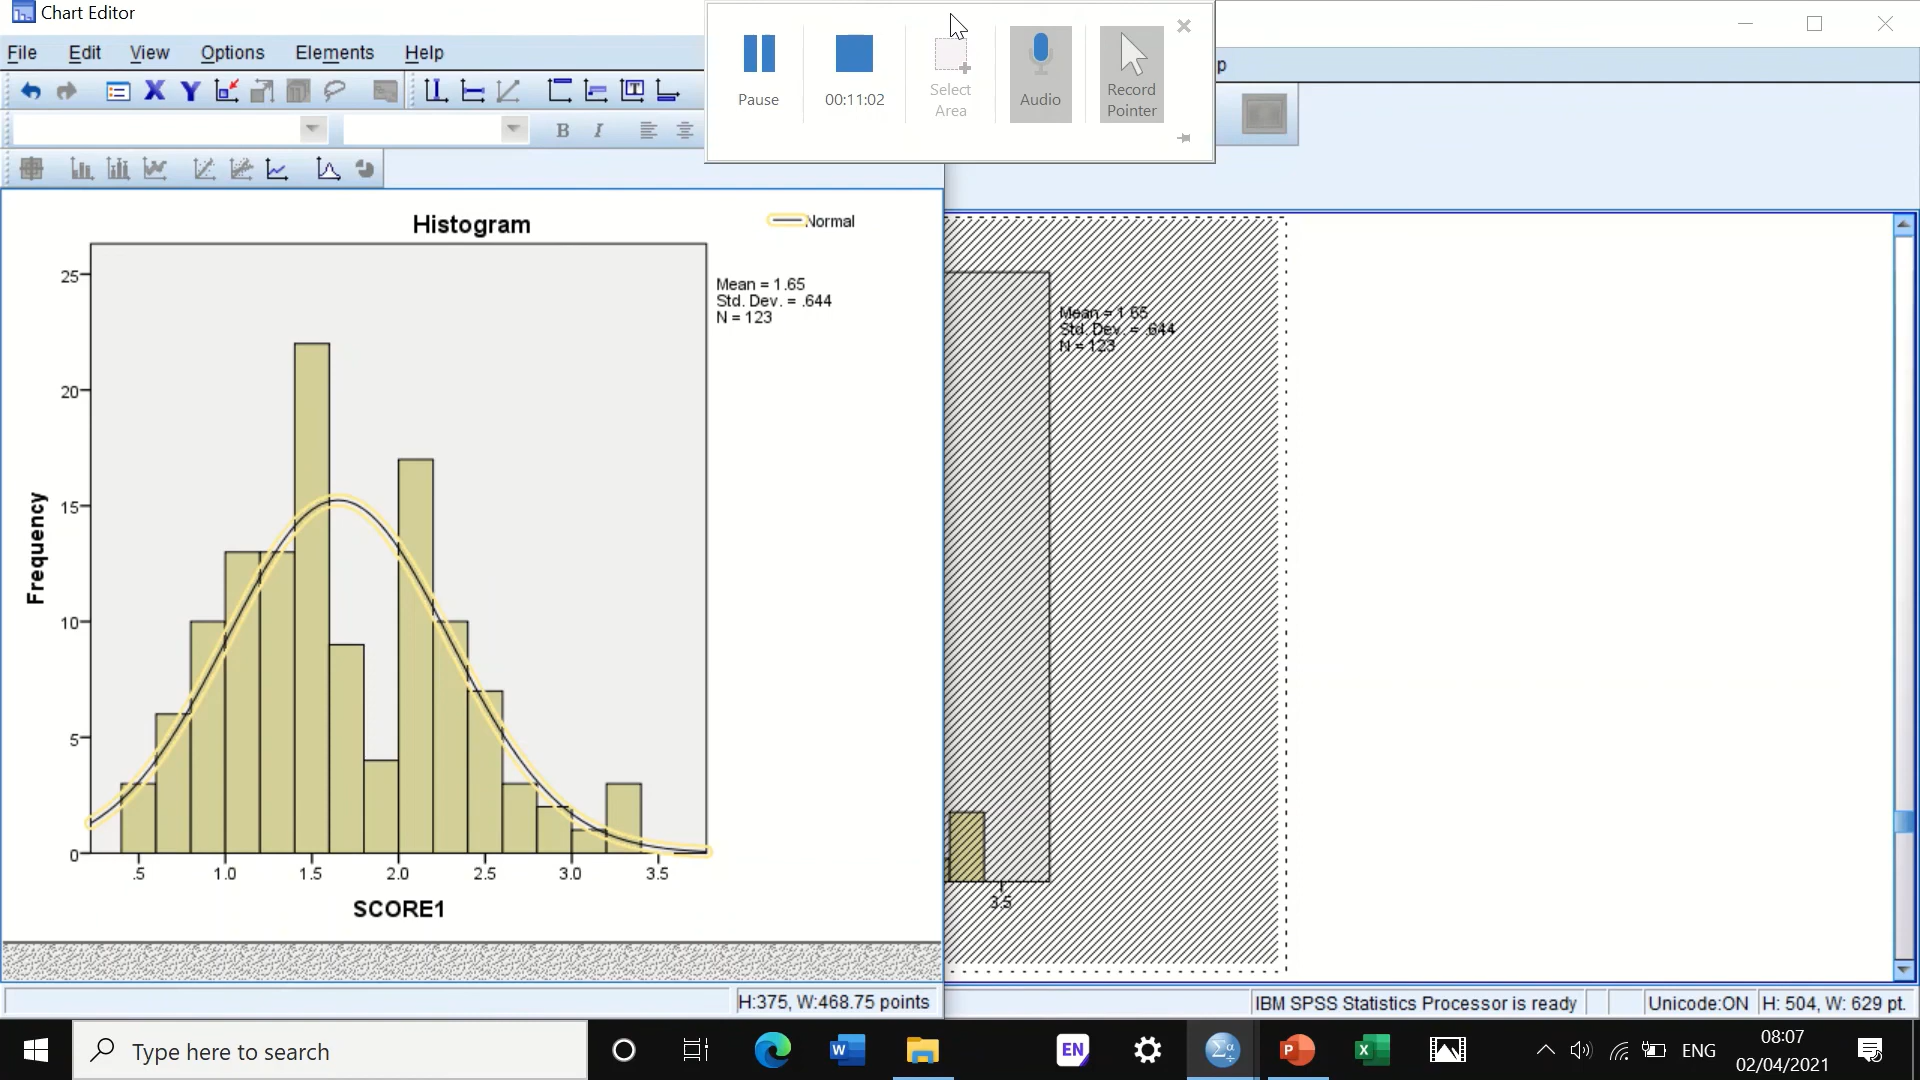 Chart Editor
File Edit View Options Elements Help
p
Pause
00:11:02
Select
Area
Audio
Record
Pointer
B I
Histogram
Normal
Mean = 1.65
Std. Dev. = .644
N = 123
Mean = 1.65
Std. Dev. = .644
N = 123
25
20
15
10
5
0
Frequency
.5 1.0 1.5 2.0 2.5 3.0 3.5
3.5
SCORE1
H:375, W:468.75 points
IBM SPSS Statistics Processor is ready
Unicode:ON
H: 504, W: 629 pt.
Type here to search
EN
ENG
08:07
02/04/2021